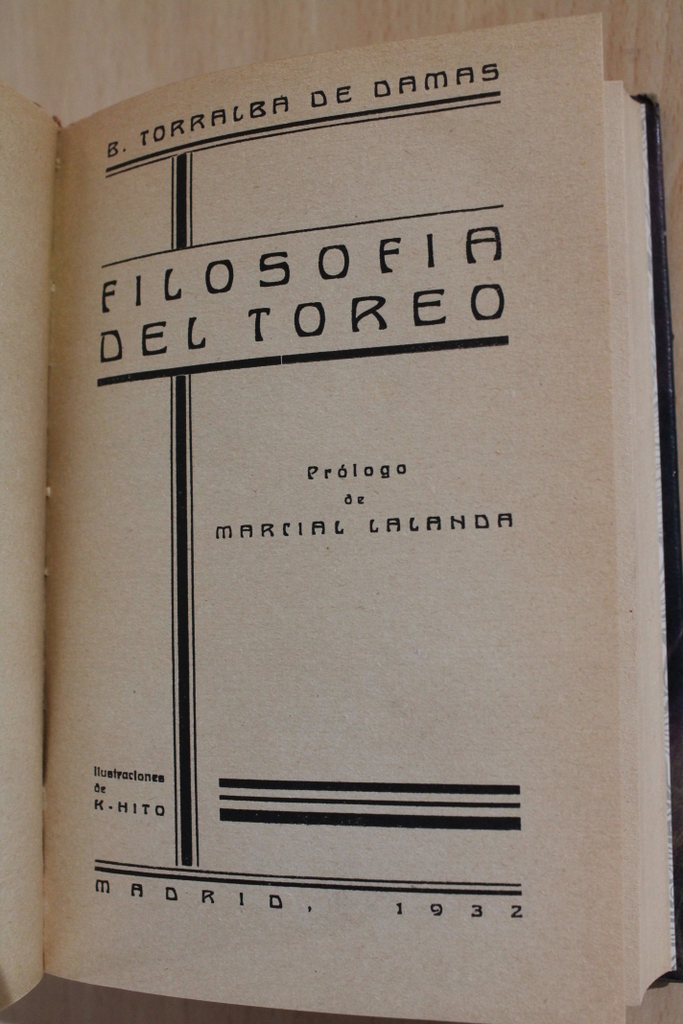 B. TORRALBA DE DAMAS
FILOSOFIA
DEL TOREO
Prólogo
de
MARCIAL LALANDA
Ilustraciones
de
K-HITO
MADRID, 1932